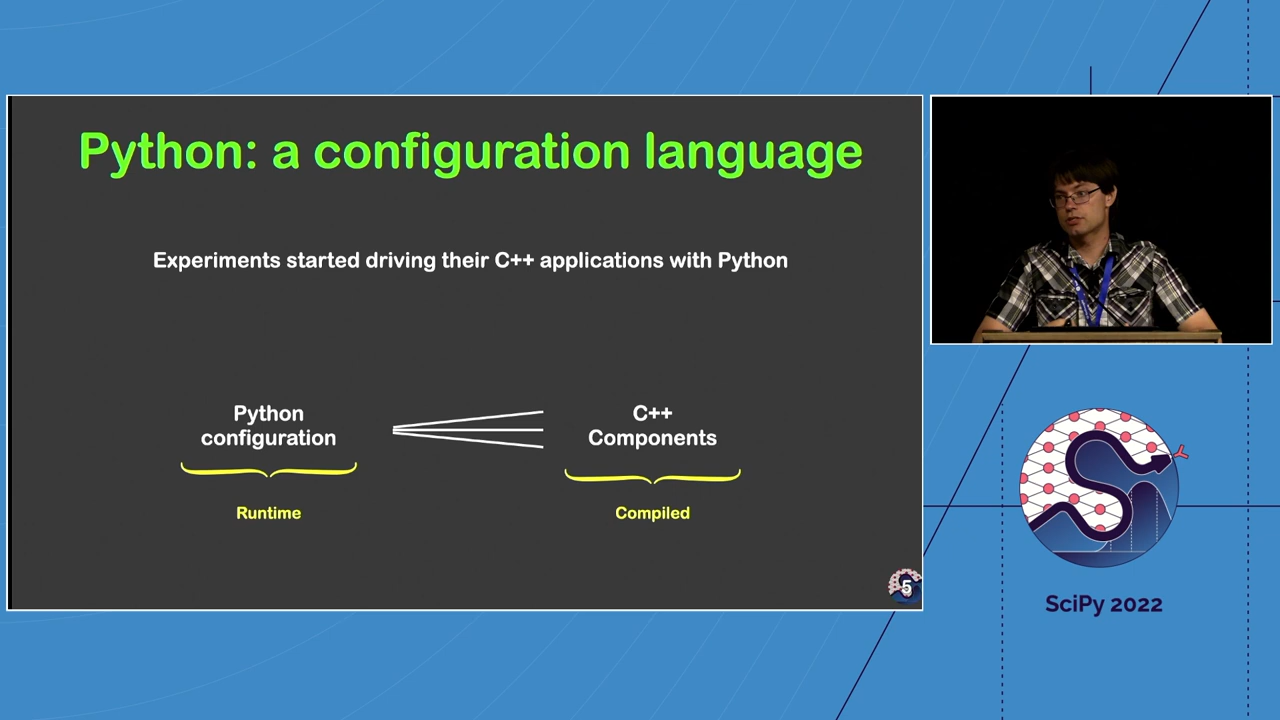 Python: a configuration language
Experiments started driving their C++ applications with Python
Python
configuration
C++
Components
Runtime
Compiled
5
SciPy 2022